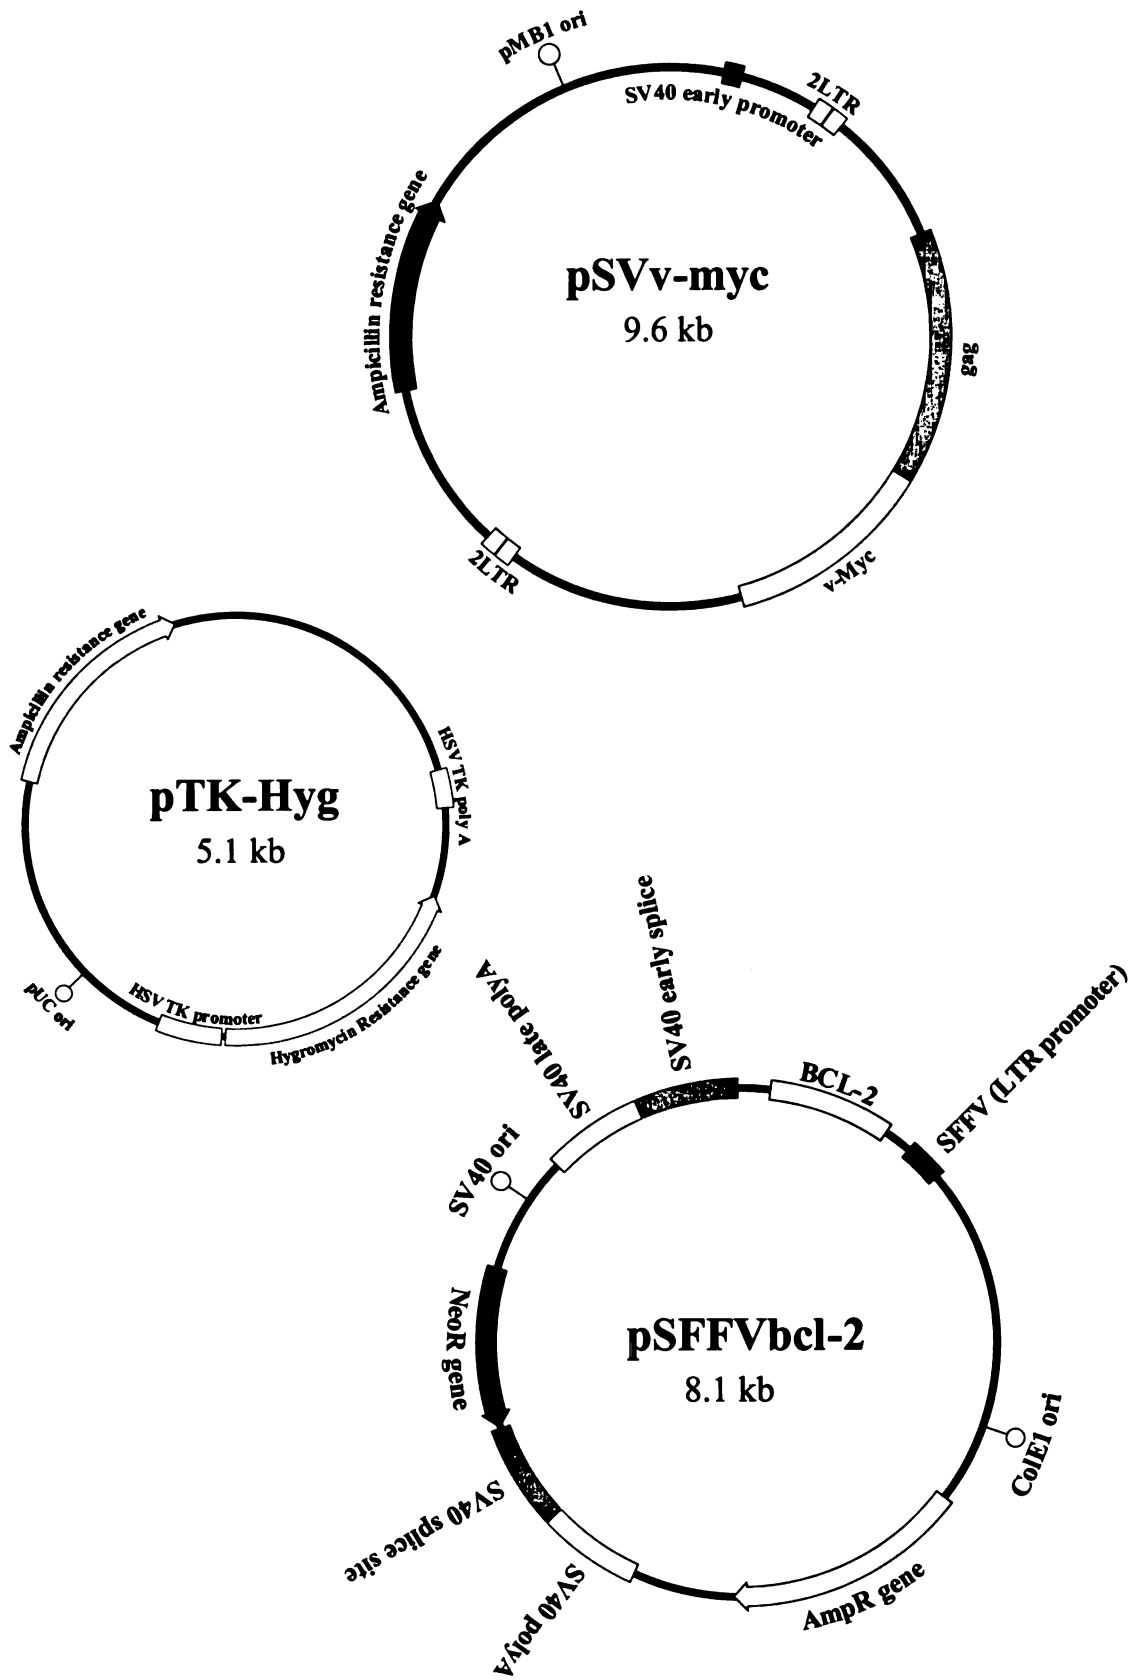 pMB1 ori
SV40 early promoter
2LTR
Ampicillin resistance gene
pSVv-myc
9.6 kb
gag
v-Myc
2LTR
Ampicillin resistance gene
HSV TK poly A
pTK-Hyg
5.1 kb
pUC ori
HSV TK promoter
Hygromycin Resistance gene
SV40 early splice
SV40 late polyA
SV40 ori
BCL-2
SFFV (LTR promoter)
NeoR gene
pSFFVbcl-2
8.1 kb
ColE1 ori
SV40 splice site
SV40 polyA
AmpR gene